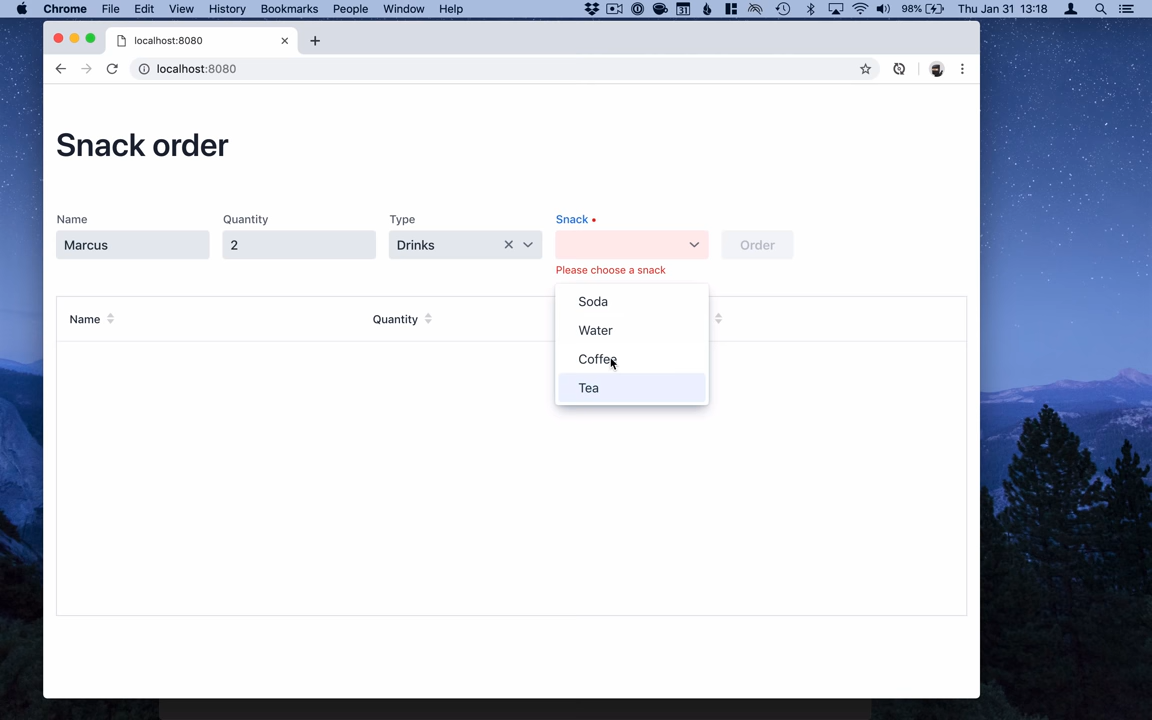 Chrome File Edit View History Bookmarks People Window Help 31 98% Thu Jan 31 13:18
localhost:8080
localhost:8080
Snack order
Name Quantity Type Snack •
Marcus 2 Drinks Order
Please choose a snack
Soda
Name Quantity
Water
Coffee
Tea